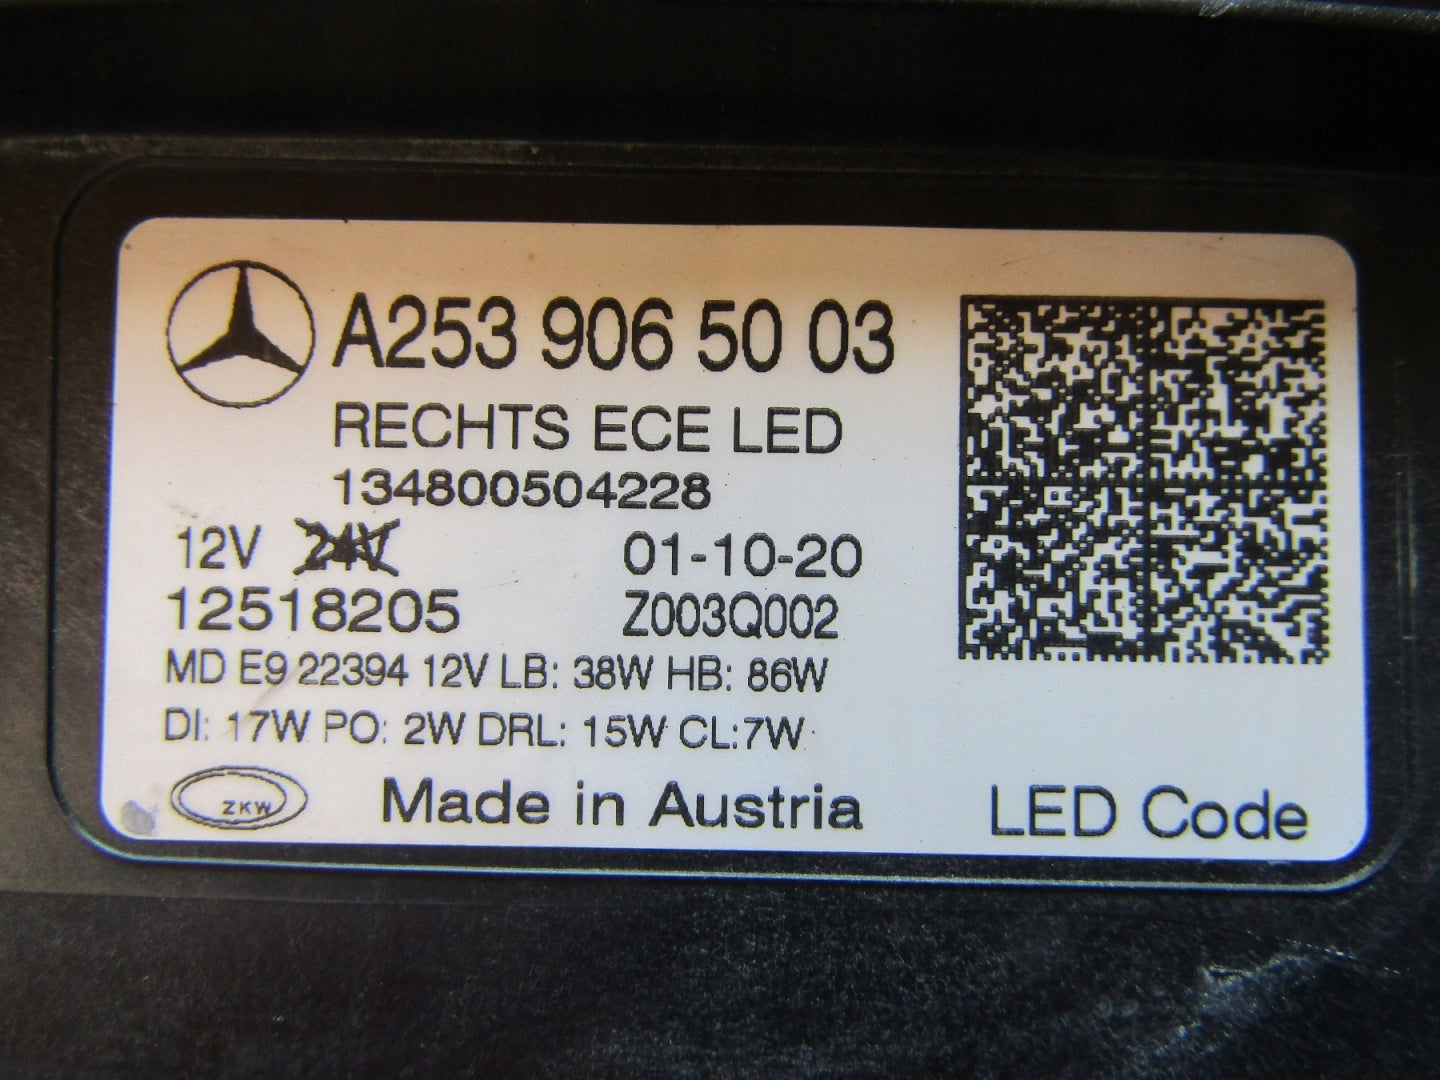 A253 906 50 03
RECHTS ECE LED
134800504228
12V 24V 01-10-20
12518205 Z003Q002
MD E9 22394 12V LB: 38W HB: 86W
DI: 17W PO: 2W DRL: 15W CL:7W
ZKW Made in Austria LED Code